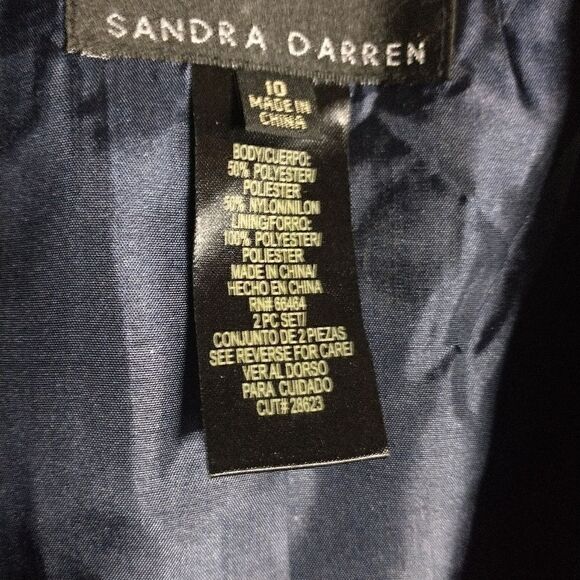 SANDRA DARREN
10
MADE IN
CHINA
BODY/CUERPO:
50% POLYESTER/
POLIESTER
50% NYLON/NILON
LINING/FORRO:
100% POLYESTER/
POLIESTER
MADE IN CHINA/
HECHO EN CHINA
RN# 66464
2 PC SET/
CONJUNTO DE 2 PIEZAS
SEE REVERSE FOR CARE/
VER AL DORSO
PARA CUIDADO
CUT# 28623